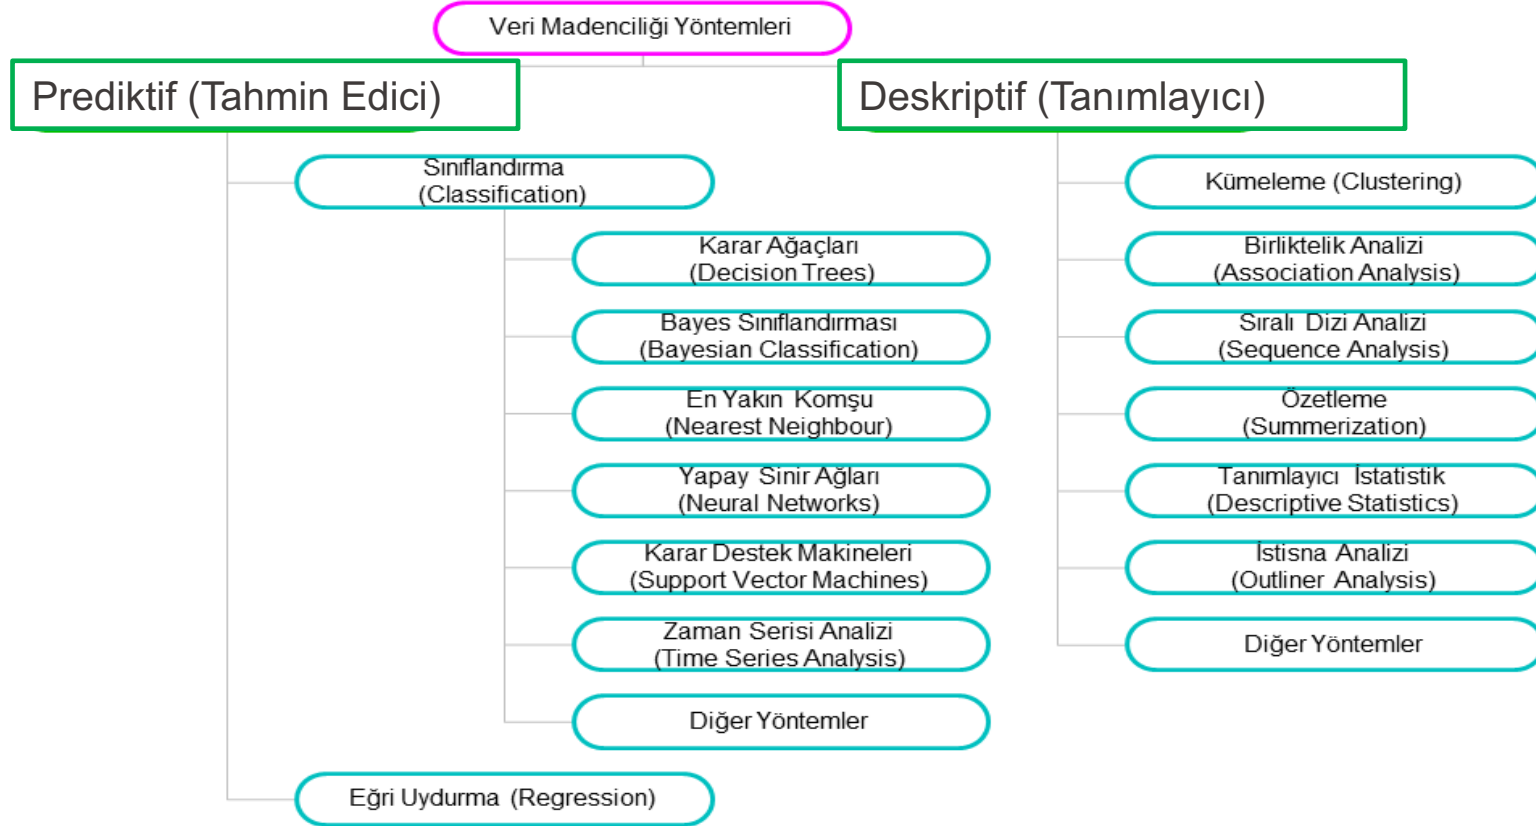 Veri Madenciliği Yöntemleri
Prediktif (Tahmin Edici)
Sınıflandırma
(Classification)
Karar Ağaçları
(Decision Trees)
Bayes Sınıflandırması
(Bayesian Classification)
En Yakın Komşu
(Nearest Neighbour)
Yapay Sinir Ağları
(Neural Networks)
Karar Destek Makineleri
(Support Vector Machines)
Zaman Serisi Analizi
(Time Series Analysis)
Diğer Yöntemler
Eğri Uydurma (Regression)
Deskriptif (Tanımlayıcı)
Kümeleme (Clustering)
Birliktelik Analizi
(Association Analysis)
Sıralı Dizi Analizi
(Sequence Analysis)
Özetleme
(Summerization)
Tanımlayıcı İstatistik
(Descriptive Statistics)
İstisna Analizi
(Outliner Analysis)
Diğer Yöntemler